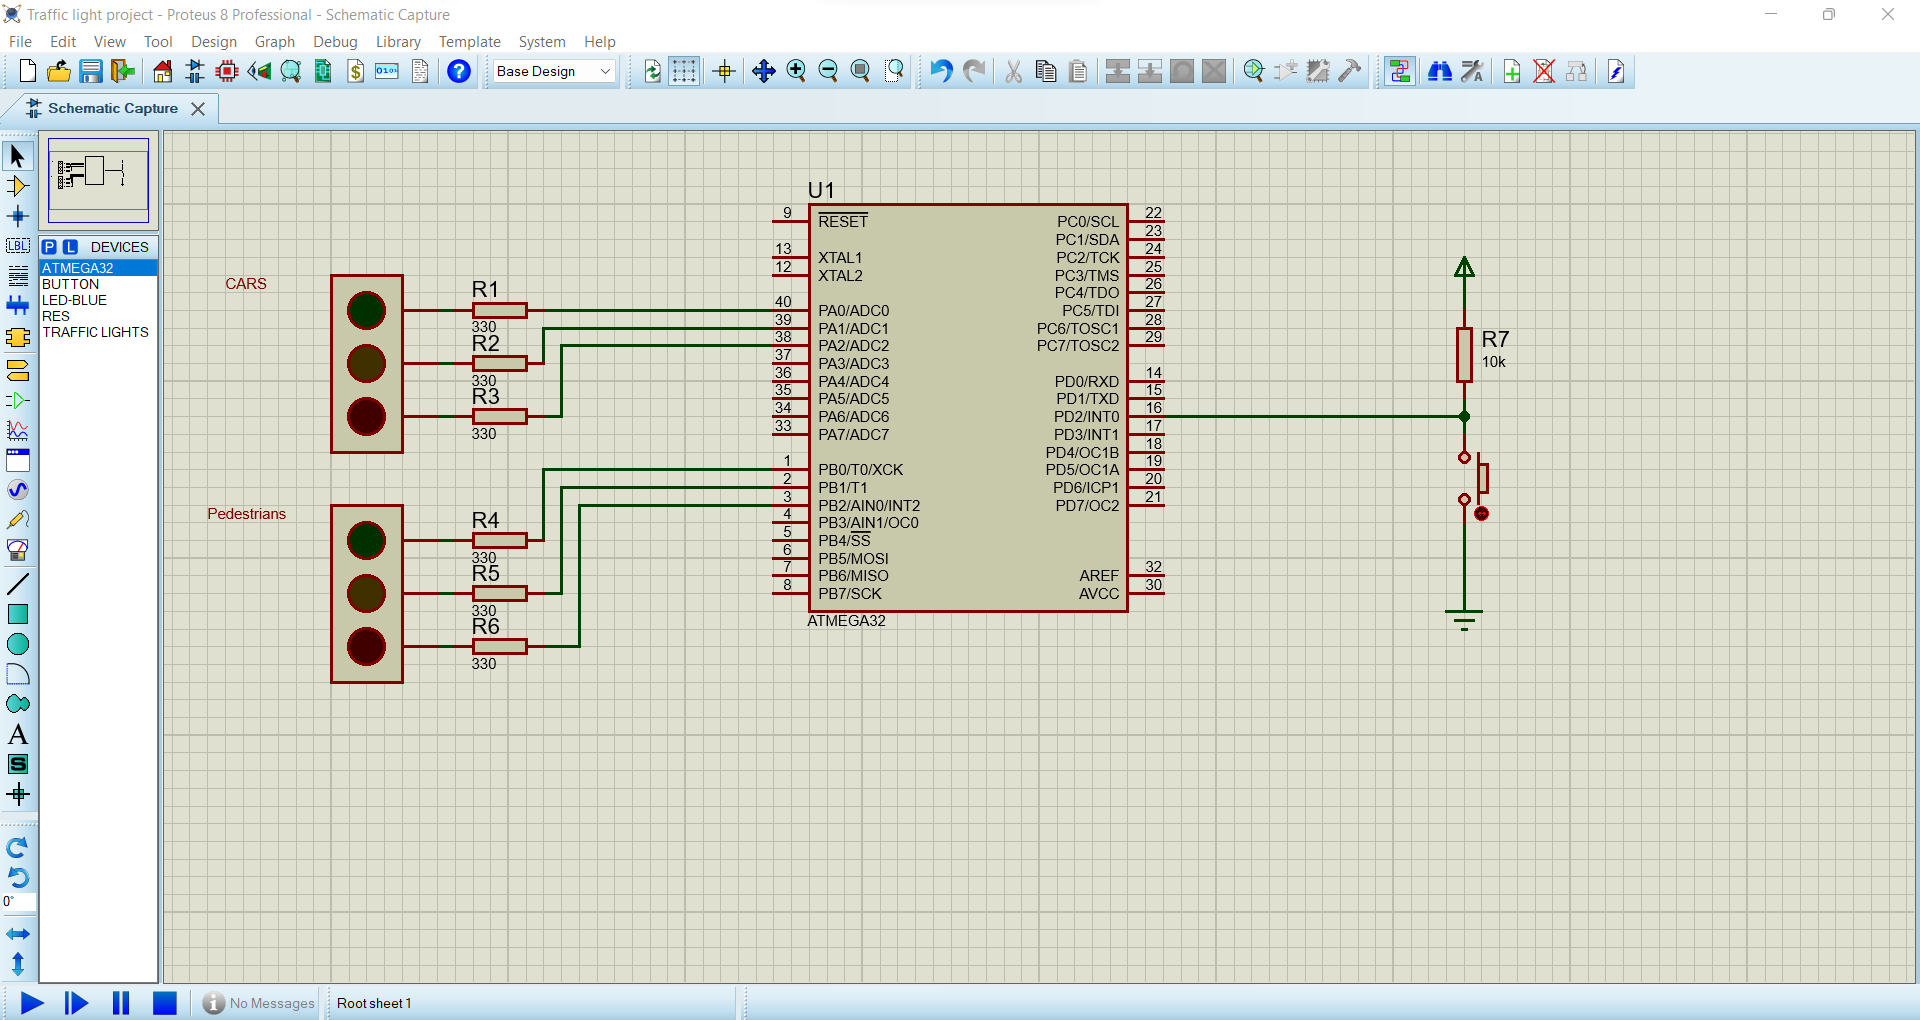 Traffic light project - Proteus 8 Professional - Schematic Capture
File Edit View Tool Design Graph Debug Library Template System Help
Base Design
Schematic Capture
P L DEVICES
ATMEGA32
BUTTON
LED-BLUE
RES
TRAFFIC LIGHTS
LBL
A
S
0°
CARS
Pedestrians
R1
330
R2
330
R3
330
R4
330
R5
330
R6
330
U1
9 RESET
13 XTAL1
12 XTAL2
40 PA0/ADC0
39 PA1/ADC1
38 PA2/ADC2
37 PA3/ADC3
36 PA4/ADC4
35 PA5/ADC5
34 PA6/ADC6
33 PA7/ADC7
1 PB0/T0/XCK
2 PB1/T1
3 PB2/AIN0/INT2
4 PB3/AIN1/OC0
5 PB4/SS
6 PB5/MOSI
7 PB6/MISO
8 PB7/SCK
PC0/SCL 22
PC1/SDA 23
PC2/TCK 24
PC3/TMS 25
PC4/TDO 26
PC5/TDI 27
PC6/TOSC1 28
PC7/TOSC2 29
PD0/RXD 14
PD1/TXD 15
PD2/INT0 16
PD3/INT1 17
PD4/OC1B 18
PD5/OC1A 19
PD6/ICP1 20
PD7/OC2 21
AREF 32
AVCC 30
ATMEGA32
R7
10k
No Messages
Root sheet 1